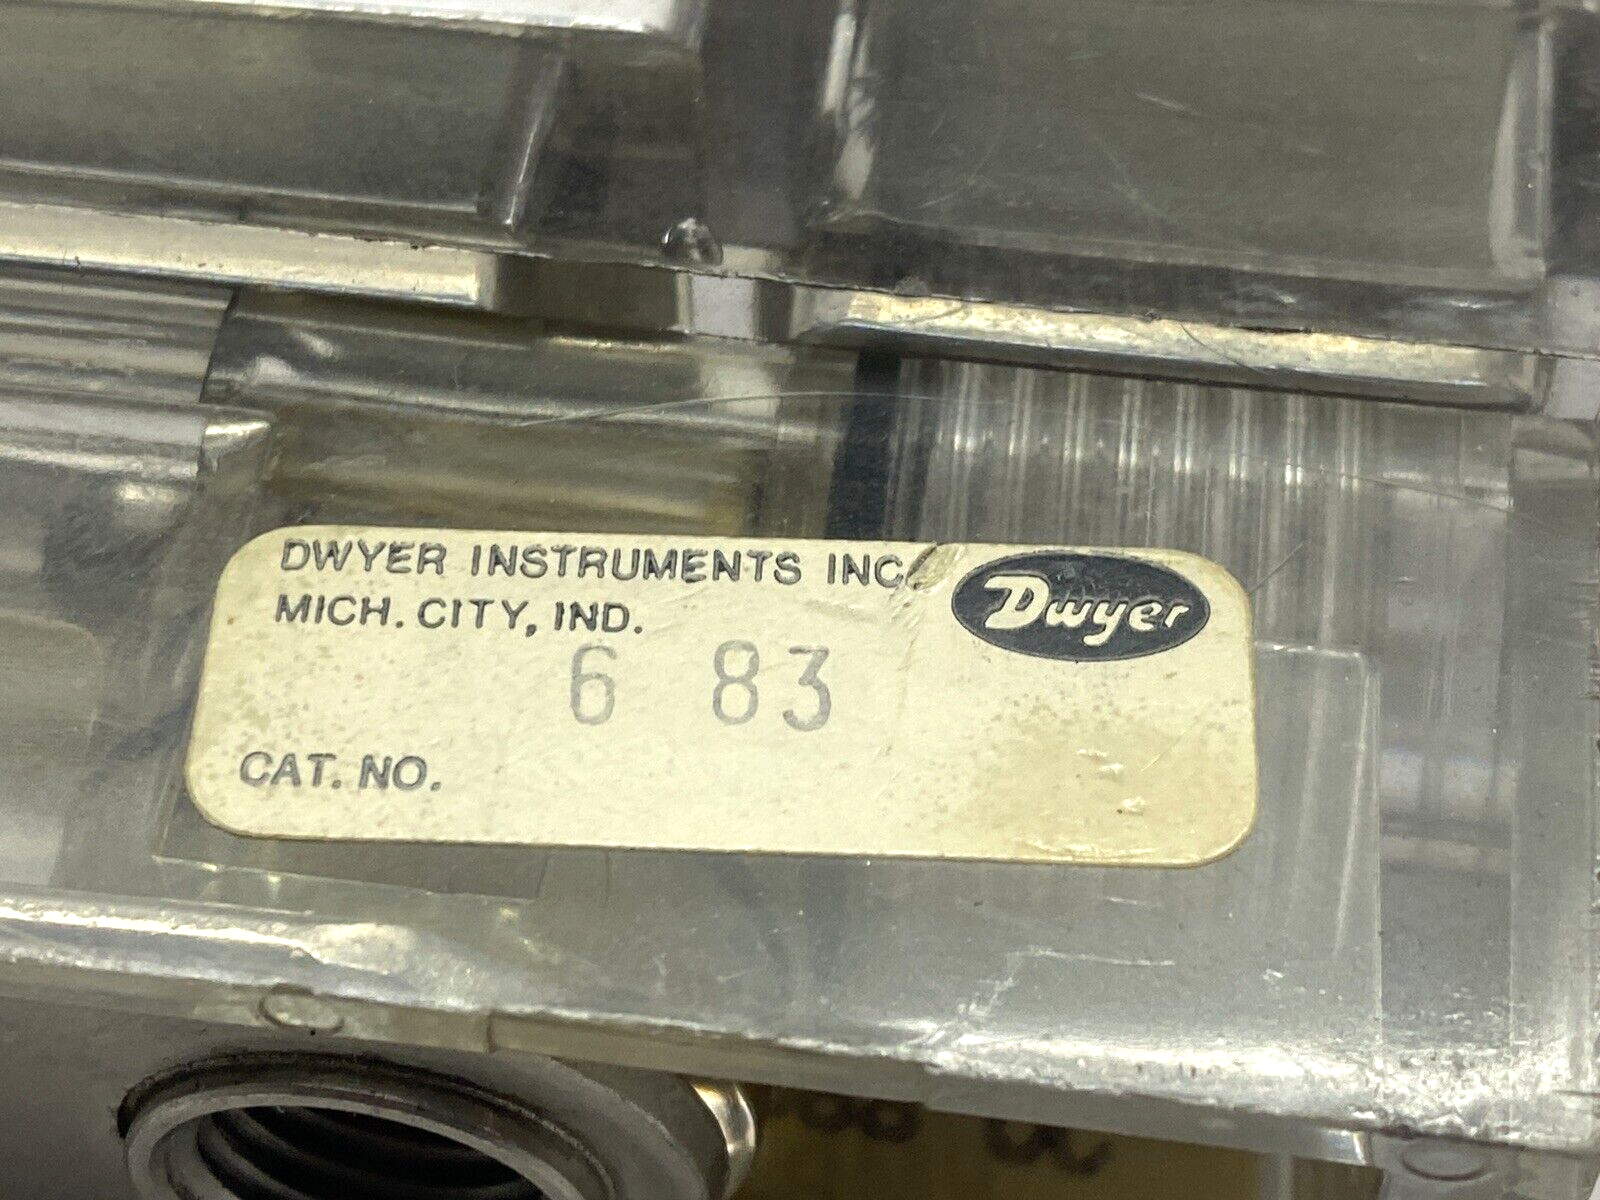 DWYER INSTRUMENTS INC.
MICH. CITY, IND.
Dwyer
6 83
CAT. NO.